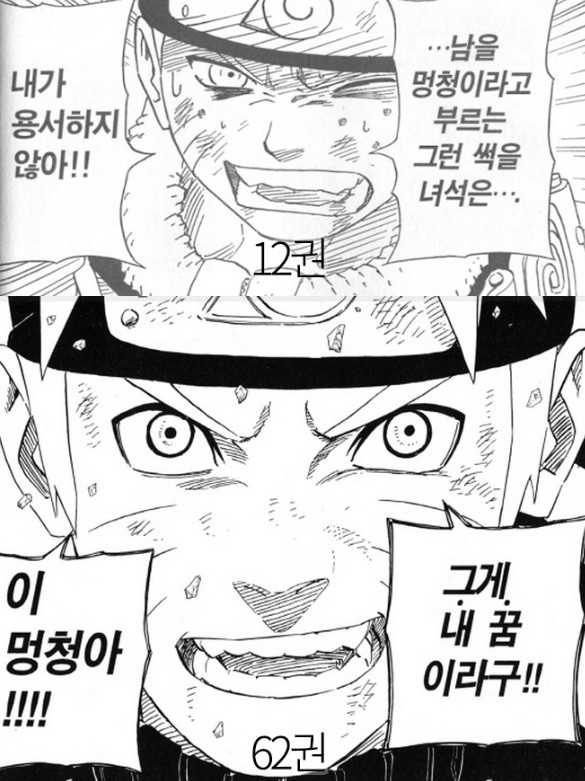 …남을
멍청이라고
부르는
그런 썩을
녀석은….
내가
용서하지
않아!!
12권
그게
내 꿈
이라구!!
이
멍청아
!!!!
62권